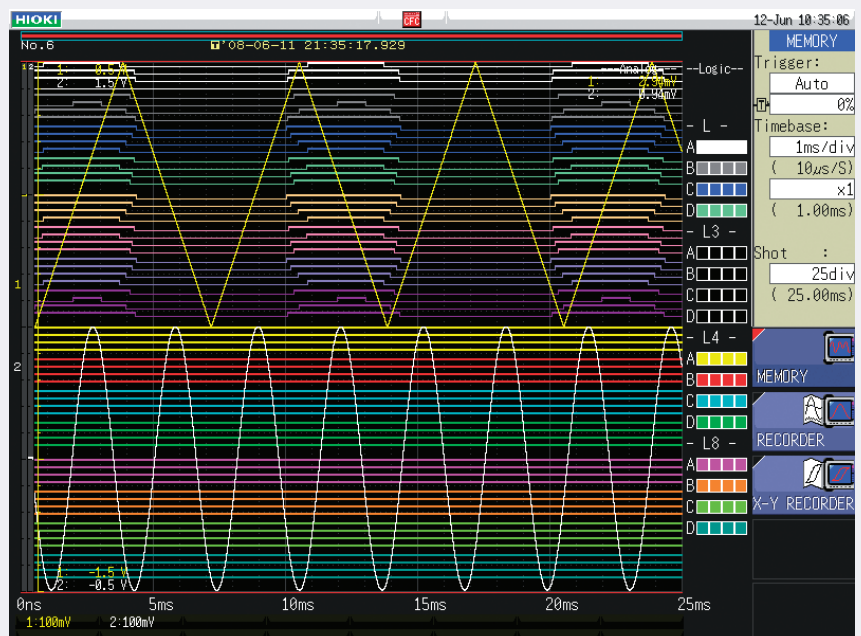 HIOKI
CFC
12-Jun 10:35:06
No.6
T'08-06-11 21:35:17.929
MEMORY
1 2
1: 0.5 V
2: 1.5 V
---Analog---
1: 2.94mV
2: 0.94mV
--Logic--
Trigger:
Auto
T 0%
Timebase:
1ms/div
( 10µs/S)
x1
( 1.00ms)
Shot :
25div
( 25.00ms)
- L -
A
B
C
D
- L3 -
A
B
C
D
- L4 -
A
B
C
D
- L8 -
A
B
C
D
1
2
MEMORY
RECORDER
X-Y RECORDER
1: -1.5 V
2: -0.5 V
0ns 5ms 10ms 15ms 20ms 25ms
1:100mV 2:100mV